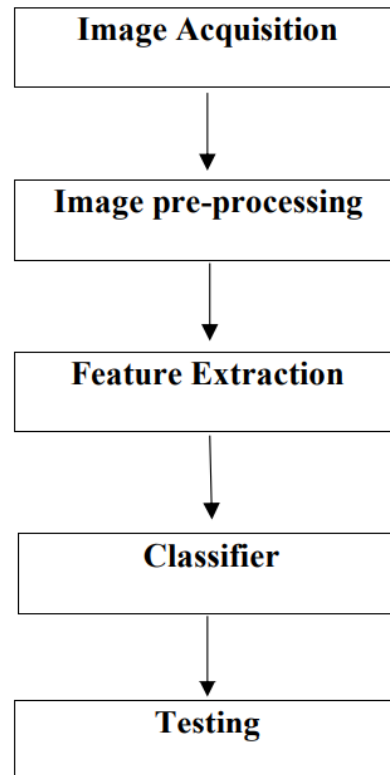 Image Acquisition
Image pre-processing
Feature Extraction
Classifier
Testing